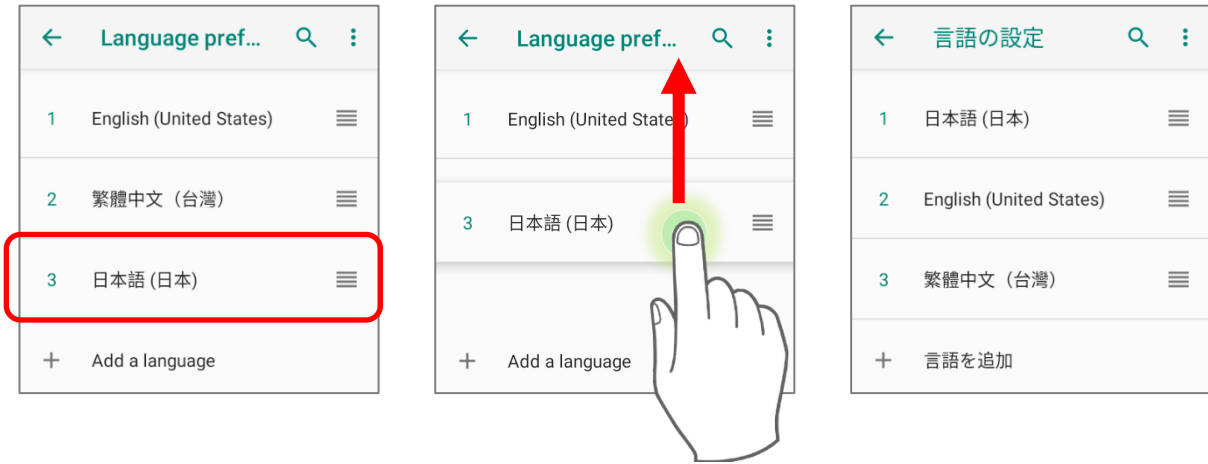 Language pref...
1 English (United States)
2 繁體中文（台灣）
3 日本語 (日本)
+ Add a language
Language pref...
1 English (United State )
3 日本語 (日本)
+ Add a language
言語の設定
1 日本語 (日本)
2 English (United States)
3 繁體中文（台灣）
+ 言語を追加